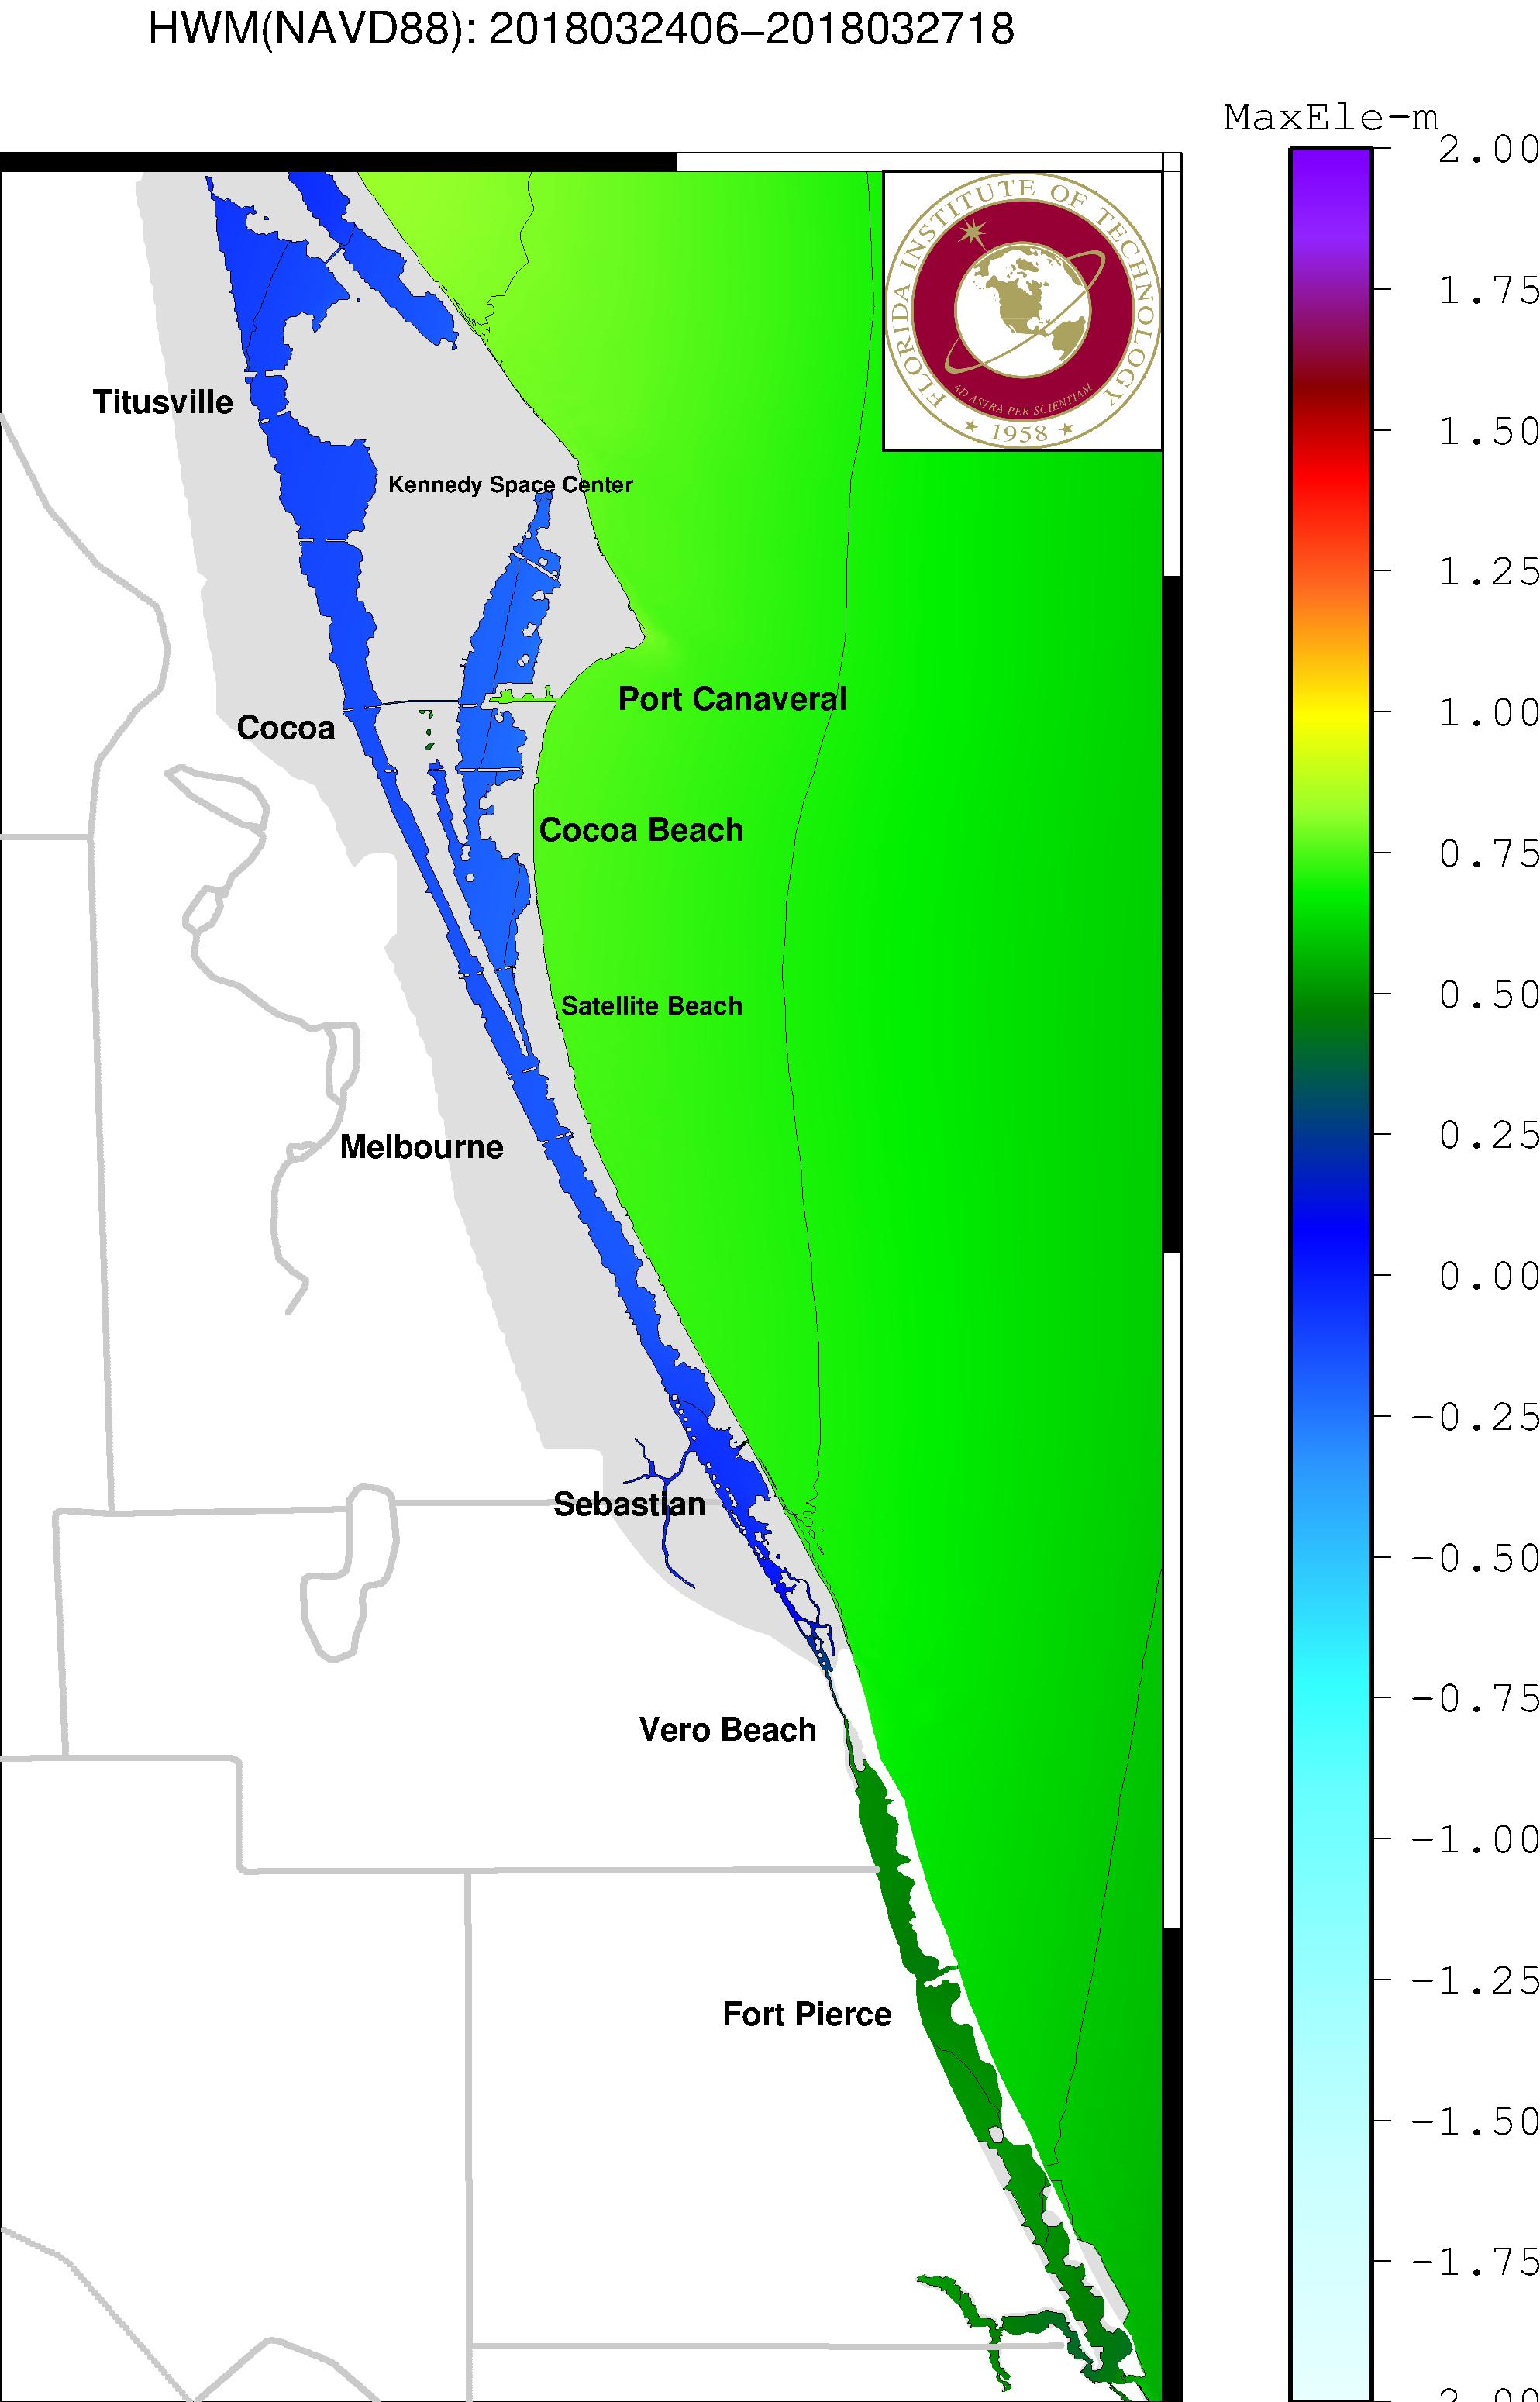 HWM(NAVD88): 2018032406−2018032718
MaxEle-m
FLORIDA INSTITUTE OF TECHNOLOGY
AD ASTRA PER SCIENTIAM
1958
Titusville
Kennedy Space Center
Port Canaveral
Cocoa
Cocoa Beach
Satellite Beach
Melbourne
Sebastian
Vero Beach
Fort Pierce
2.00
1.75
1.50
1.25
1.00
0.75
0.50
0.25
0.00
-0.25
-0.50
-0.75
-1.00
-1.25
-1.50
-1.75